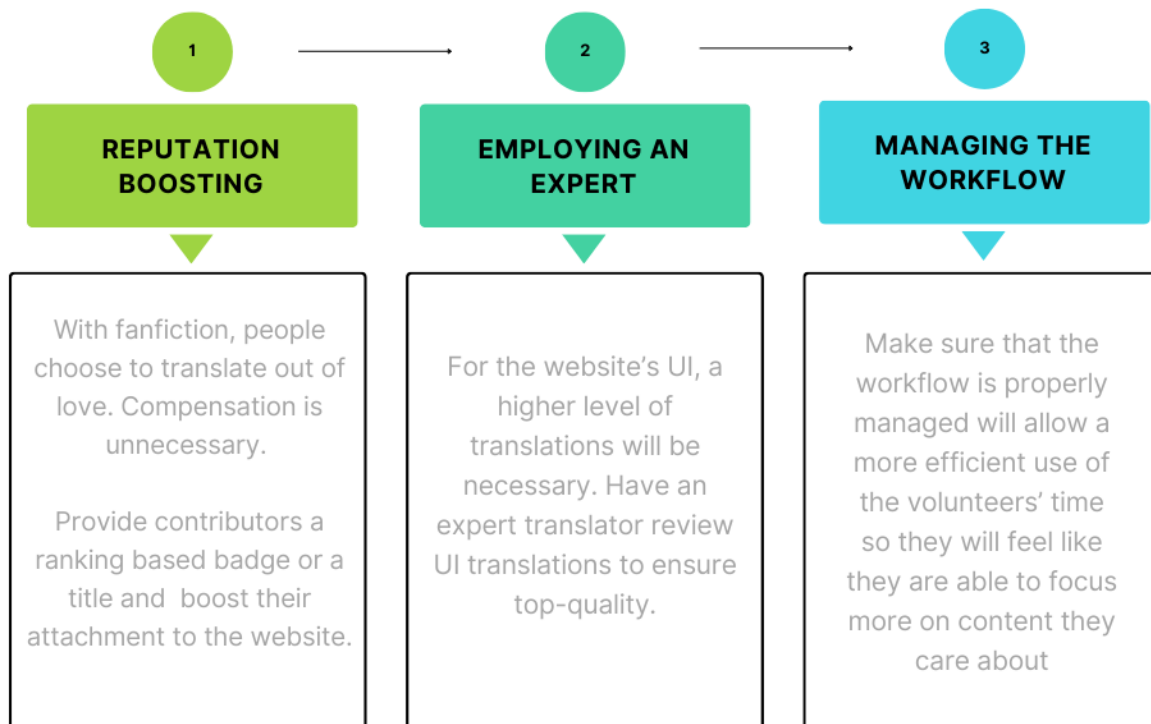 1
REPUTATION
BOOSTING
With fanfiction, people
choose to translate out of
love. Compensation is
unnecessary.
Provide contributors a
ranking based badge or a
title and  boost their
attachment to the website.
2
EMPLOYING AN
EXPERT
For the website’s UI, a
higher level of
translations will be
necessary. Have an
expert translator review
UI translations to ensure
top-quality.
3
MANAGING THE
WORKFLOW
Make sure that the
workflow is properly
managed will allow a
more efficient use of
the volunteers’ time
so they will feel like
they are able to focus
more on content they
care about